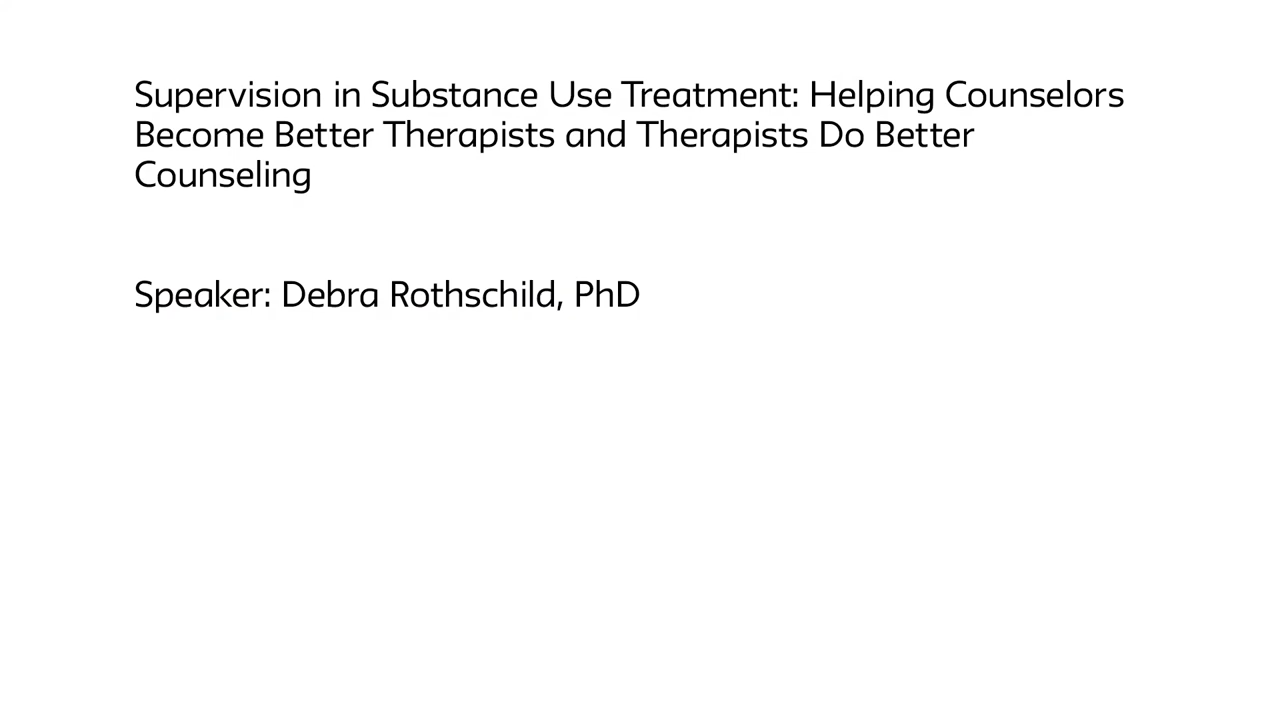 Supervision in Substance Use Treatment: Helping Counselors
Become Better Therapists and Therapists Do Better
Counseling
Speaker: Debra Rothschild, PhD